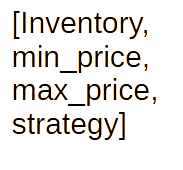 [Inventory,
min_price,
max_price,
strategy]